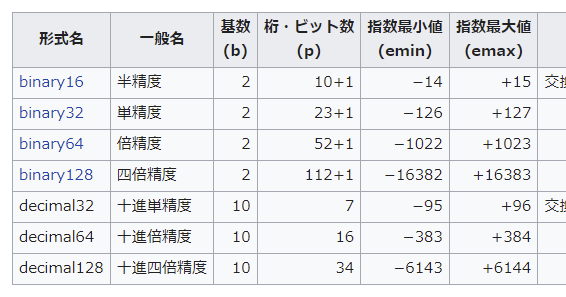 形式名 一般名 基数 (b) 桁・ビット数 (p) 指数最小値 (emin) 指数最大値 (emax)
binary16 半精度 2 10+1 −14 +15 交換
binary32 単精度 2 23+1 −126 +127
binary64 倍精度 2 52+1 −1022 +1023
binary128 四倍精度 2 112+1 −16382 +16383
decimal32 十進単精度 10 7 −95 +96 交換
decimal64 十進倍精度 10 16 −383 +384
decimal128 十進四倍精度 10 34 −6143 +6144